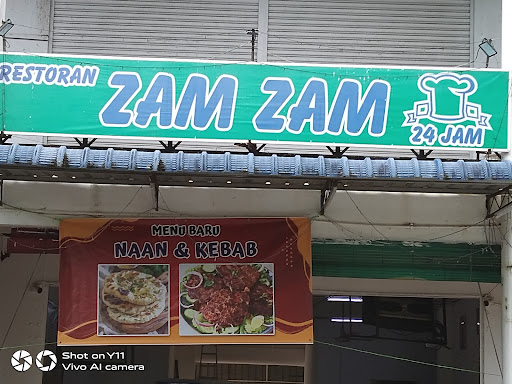 RESTORAN
ZAM ZAM
24 JAM
MENU BARU
NAAN & KEBAB
Shot on Y11
Vivo AI camera